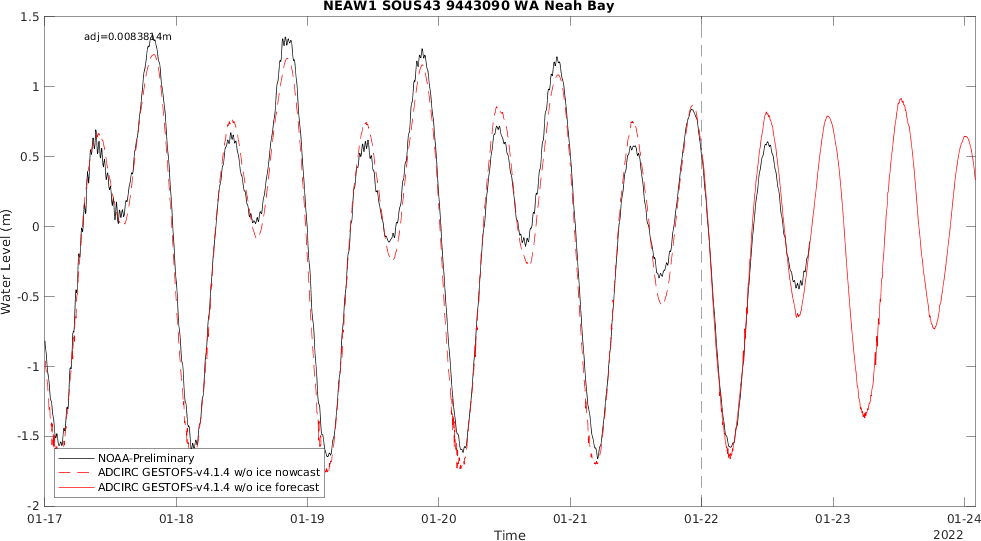 NEAW1 SOUS43 9443090 WA Neah Bay
adj=0.0083814m
Water Level (m)
1.5
1
0.5
0
-0.5
-1
-1.5
-2
NOAA-Preliminary
ADCIRC GESTOFS-v4.1.4 w/o ice nowcast
ADCIRC GESTOFS-v4.1.4 w/o ice forecast
01-17 01-18 01-19 01-20 01-21 01-22 01-23 01-24
Time
2022